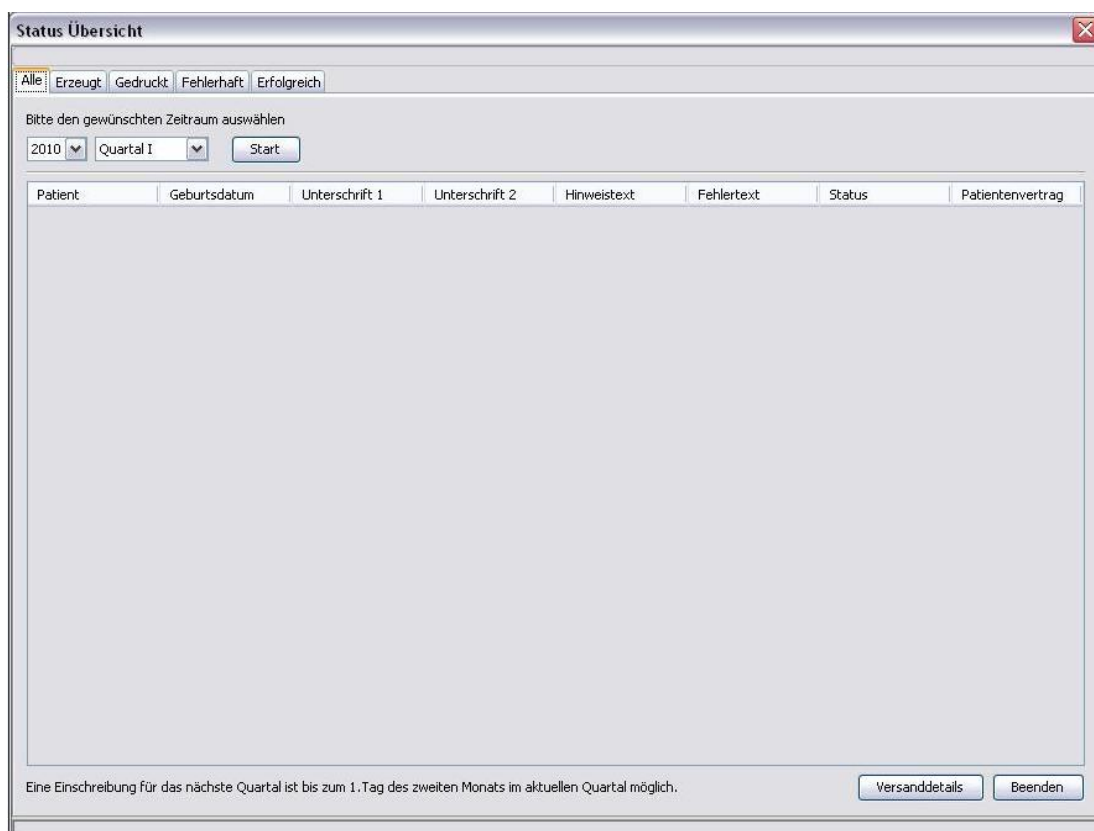 Status Übersicht
Alle Erzeugt Gedruckt Fehlerhaft Erfolgreich
Bitte den gewünschten Zeitraum auswählen
2010 Quartal I Start
Patient Geburtsdatum Unterschrift 1 Unterschrift 2 Hinweistext Fehlertext Status Patientenvertrag
Eine Einschreibung für das nächste Quartal ist bis zum 1.Tag des zweiten Monats im aktuellen Quartal möglich. Versanddetails Beenden